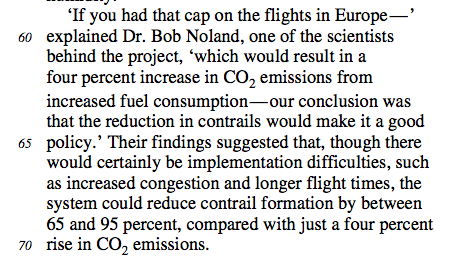 ‘If you had that cap on the flights in Europe—’
60 explained Dr. Bob Noland, one of the scientists
behind the project, ‘which would result in a
four percent increase in CO₂ emissions from
increased fuel consumption—our conclusion was
that the reduction in contrails would make it a good
65 policy.’ Their findings suggested that, though there
would certainly be implementation difficulties, such
as increased congestion and longer flight times, the
system could reduce contrail formation by between
65 and 95 percent, compared with just a four percent
70 rise in CO₂ emissions.